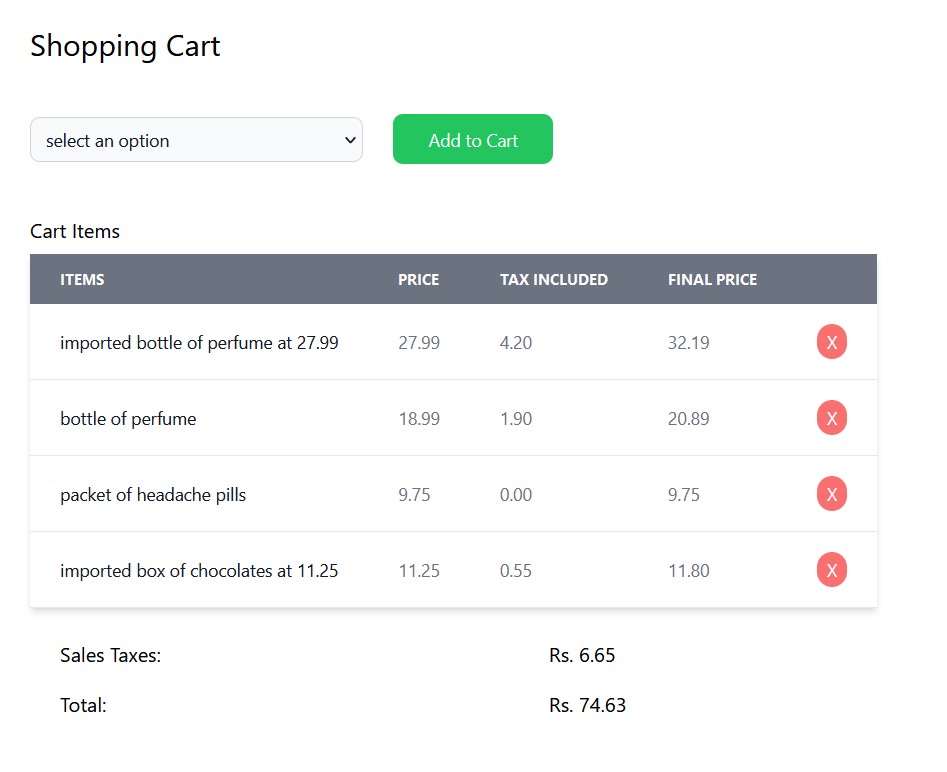 Shopping Cart
select an option Add to Cart
Cart Items
ITEMS PRICE TAX INCLUDED FINAL PRICE
imported bottle of perfume at 27.99 27.99 4.20 32.19 X
bottle of perfume 18.99 1.90 20.89 X
packet of headache pills 9.75 0.00 9.75 X
imported box of chocolates at 11.25 11.25 0.55 11.80 X
Sales Taxes: Rs. 6.65
Total: Rs. 74.63